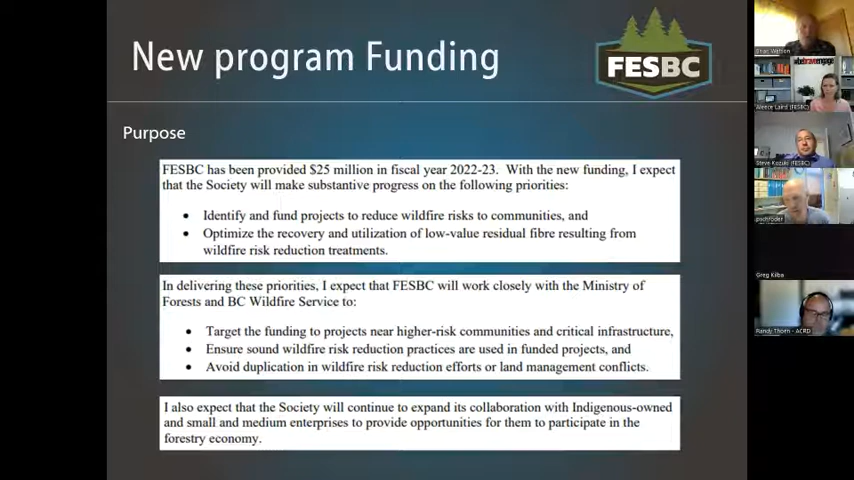 New program Funding
FESBC
Purpose
FESBC has been provided $25 million in fiscal year 2022-23. With the new funding, I expect
that the Society will make substantive progress on the following priorities:
• Identify and fund projects to reduce wildfire risks to communities, and
• Optimize the recovery and utilization of low-value residual fibre resulting from
wildfire risk reduction treatments.
In delivering these priorities, I expect that FESBC will work closely with the Ministry of
Forests and BC Wildfire Service to:
• Target the funding to projects near higher-risk communities and critical infrastructure,
• Ensure sound wildfire risk reduction practices are used in funded projects, and
• Avoid duplication in wildfire risk reduction efforts or land management conflicts.
I also expect that the Society will continue to expand its collaboration with Indigenous-owned
and small and medium enterprises to provide opportunities for them to participate in the
forestry economy.
Brian Watson
(FESBC)
Steve Kozuki (FESBC)
pschroder
Greg Kilba
Randy Thorn - ACRD